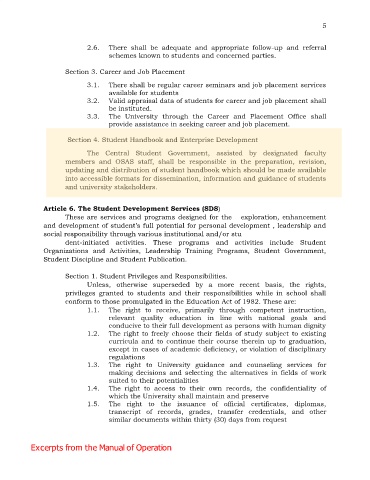 5
2.6. There shall be adequate and appropriate follow-up and referral
schemes known to students and concerned parties.
Section 3. Career and Job Placement
3.1. There shall be regular career seminars and job placement services
available for students
3.2. Valid appraisal data of students for career and job placement shall
be instituted.
3.3. The University through the Career and Placement Office shall
provide assistance in seeking career and job placement.
Section 4. Student Handbook and Enterprise Development
The Central Student Government, assisted by designated faculty
members and OSAS staff, shall be responsible in the preparation, revision,
updating and distribution of student handbook which should be made available
into accessible formats for dissemination, information and guidance of students
and university stakeholders.
Article 6. The Student Development Services (SDS)
These are services and programs designed for the exploration, enhancement
and development of student's full potential for personal development , leadership and
social responsibility through various institutional and/or stu
dent-initiated activities. These programs and activities include Student
Organizations and Activities, Leadership Training Programs, Student Government,
Student Discipline and Student Publication.
Section 1. Student Privileges and Responsibilities.
Unless, otherwise superseded by a more recent basis, the rights,
privileges granted to students and their responsibilities while in school shall
conform to those promulgated in the Education Act of 1982. These are:
1.1. The right to receive, primarily through competent instruction,
relevant quality education in line with national goals and
conducive to their full development as persons with human dignity
1.2. The right to freely choose their fields of study subject to existing
curricula and to continue their course therein up to graduation,
except in cases of academic deficiency, or violation of disciplinary
regulations
1.3. The right to University guidance and counseling services for
making decisions and selecting the alternatives in fields of work
suited to their potentialities
1.4. The right to access to their own records, the confidentiality of
which the University shall maintain and preserve
1.5. The right to the issuance of official certificates, diplomas,
transcript of records, grades, transfer credentials, and other
similar documents within thirty (30) days from request
Excerpts from the Manual of Operation